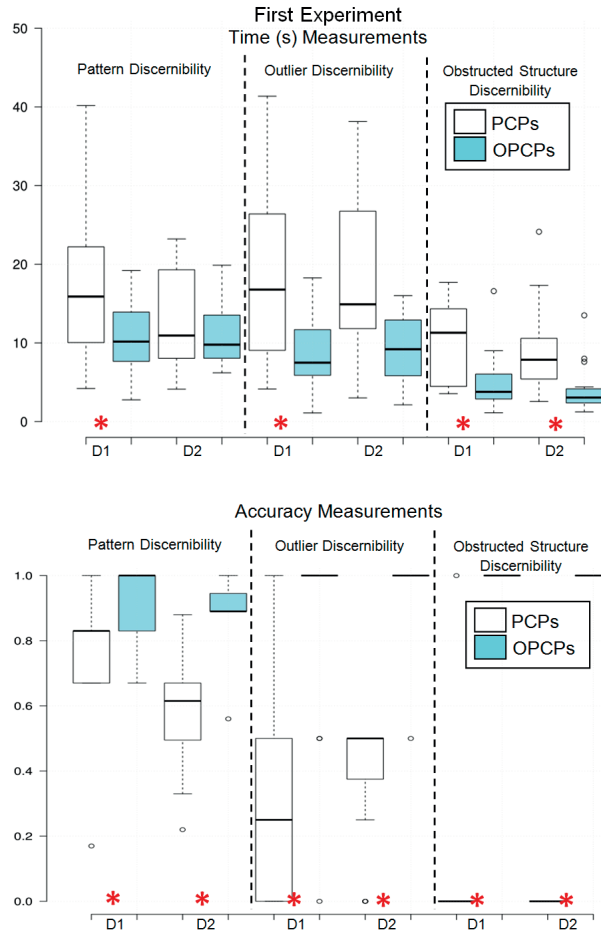 First Experiment
Time (s) Measurements
Pattern Discernibility
Outlier Discernibility
Obstructed Structure
Discernibility
PCPs
OPCPs
50
40
30
20
10
0
*
*
*
*
D1
D2
D1
D2
D1
D2
Accuracy Measurements
Pattern Discernibility
Outlier Discernibility
Obstructed Structure
Discernibility
PCPs
OPCPs
1.0
0.8
0.6
0.4
0.2
0.0
*
*
*
*
*
*
D1
D2
D1
D2
D1
D2